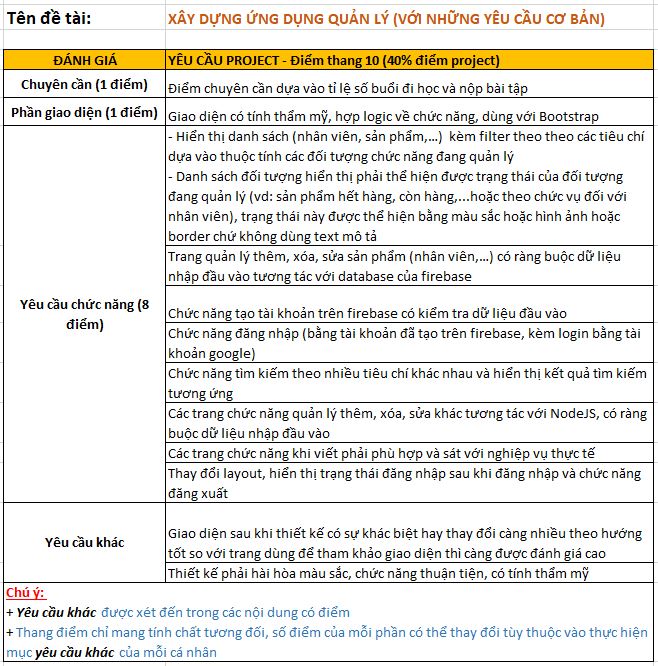 Tên đề tài: XÂY DỰNG ỨNG DỤNG QUẢN LÝ (VỚI NHỮNG YÊU CẦU CƠ BẢN)
ĐÁNH GIÁ YÊU CẦU PROJECT - Điểm thang 10 (40% điểm project)
Chuyên cần (1 điểm) Điểm chuyên cần dựa vào tỉ lệ số buổi đi học và nộp bài tập
Phần giao diện (1 điểm) Giao diện có tính thẩm mỹ, hợp logic về chức năng, dùng với Bootstrap
Yêu cầu chức năng (8
điểm)
- Hiển thị danh sách (nhân viên, sản phẩm,...) kèm filter theo theo các tiêu chí
dựa vào thuộc tính các đối tượng chức năng đang quản lý
- Danh sách đối tượng hiển thị phải thể hiện được trạng thái của đối tượng
đang quản lý (vd: sản phẩm hết hàng, còn hàng,...hoặc theo chức vụ đối với
nhân viên), trạng thái này được thể hiện bằng màu sắc hoặc hình ảnh hoặc
border chứ không dùng text mô tả
Trang quản lý thêm, xóa, sửa sản phẩm (nhân viên,...) có ràng buộc dữ liệu
nhập đầu vào tương tác với database của firebase
Chức năng tạo tài khoản trên firebase có kiểm tra dữ liệu đầu vào
Chức năng đăng nhập (bằng tài khoản đã tạo trên firebase, kèm login bằng tài
khoản google)
Chức năng tìm kiếm theo nhiều tiêu chí khác nhau và hiển thị kết quả tìm kiếm
tương ứng
Các trang chức năng quản lý thêm, xóa, sửa khác tương tác với NodeJS, có ràng
buộc dữ liệu nhập đầu vào
Các trang chức năng khi viết phải phù hợp và sát với nghiệp vụ thực tế
Thay đổi layout, hiển thị trạng thái đăng nhập sau khi đăng nhập và chức năng
đăng xuất
Yêu cầu khác
Giao diện sau khi thiết kế có sự khác biệt hay thay đổi càng nhiều theo hướng
tốt so với trang dùng để tham khảo giao diện thì càng được đánh giá cao
Thiết kế phải hài hòa màu sắc, chức năng thuận tiện, có tính thẩm mỹ
Chú ý:
+ Yêu cầu khác được xét đến trong các nội dung có điểm
+ Thang điểm chỉ mang tính chất tương đối, số điểm của mỗi phần có thể thay đổi tùy thuộc vào thực hiện
mục yêu cầu khác của mỗi cá nhân